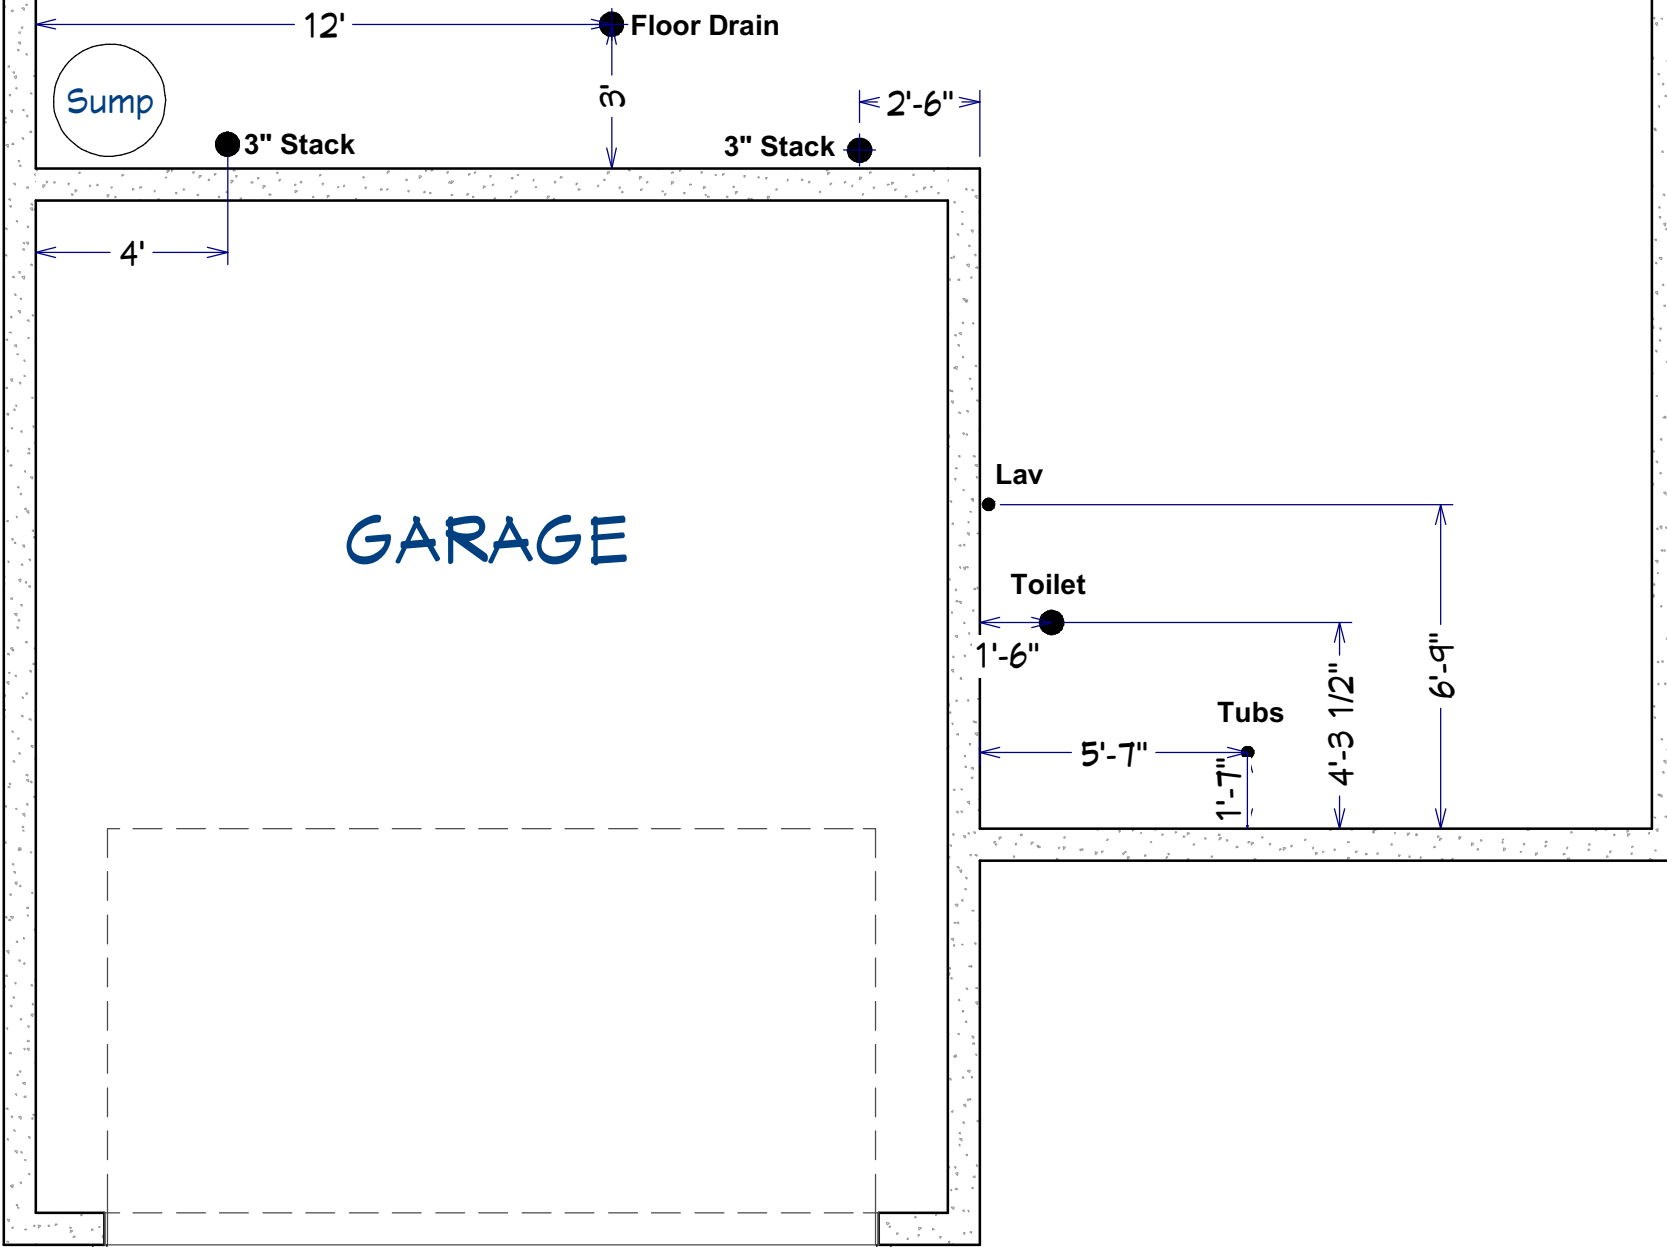 12'
Floor Drain
Sump
3'
2'-6"
3" Stack
3" Stack
4'
Lav
GARAGE
Toilet
1'-6"
6'-9"
4'-3 1/2"
Tubs
5'-7"
1'-7"